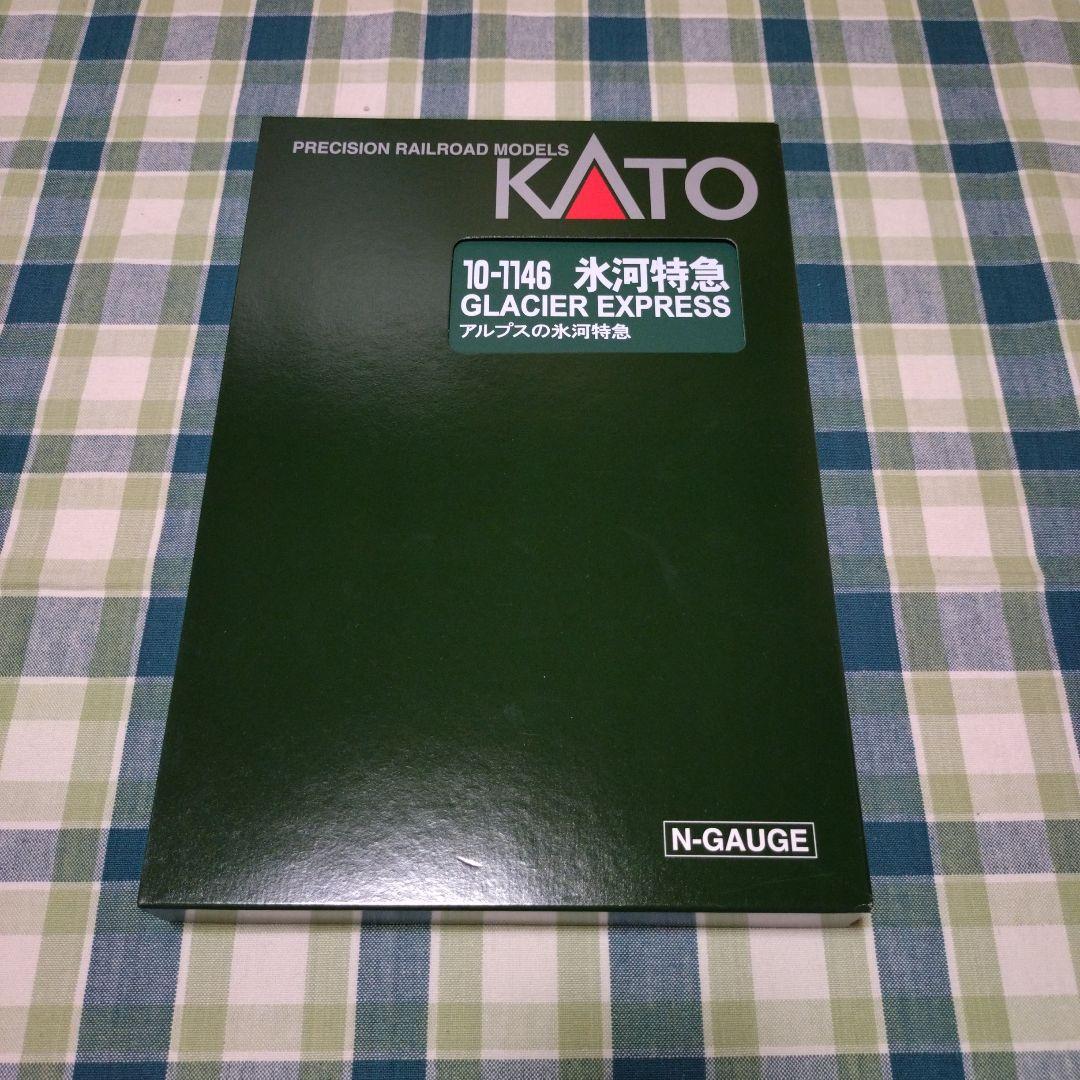 PRECISION RAILROAD MODELS
KATO
10-1146 氷河特急
GLACIER EXPRESS
アルプスの氷河特急
N-GAUGE